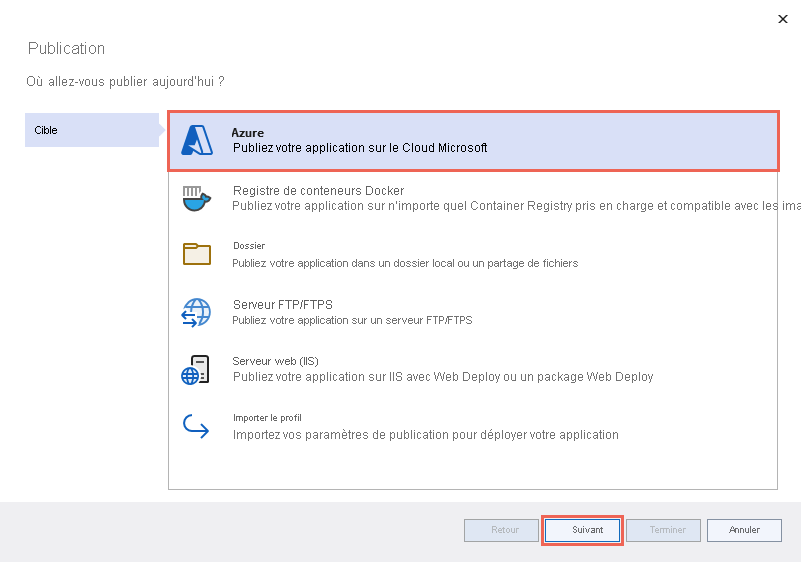 Publication
Où allez-vous publier aujourd'hui ?
Cible
Azure
Publiez votre application sur le Cloud Microsoft
Registre de conteneurs Docker
Publiez votre application sur n'importe quel Container Registry pris en charge et compatible avec les ima
Dossier
Publiez votre application dans un dossier local ou un partage de fichiers
Serveur FTP/FTPS
Publiez votre application sur un serveur FTP/FTPS
Serveur web (IIS)
Publiez votre application sur IIS avec Web Deploy ou un package Web Deploy
Importer le profil
Importez vos paramètres de publication pour déployer votre application
Retour
Suivant
Terminer
Annuler